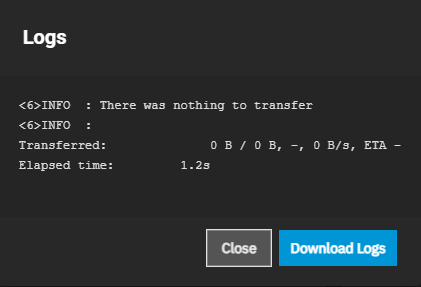 Logs
<6>INFO  : There was nothing to transfer
<6>INFO  :
Transferred:              0 B / 0 B, -, 0 B/s, ETA -
Elapsed time:         1.2s
Close
Download Logs